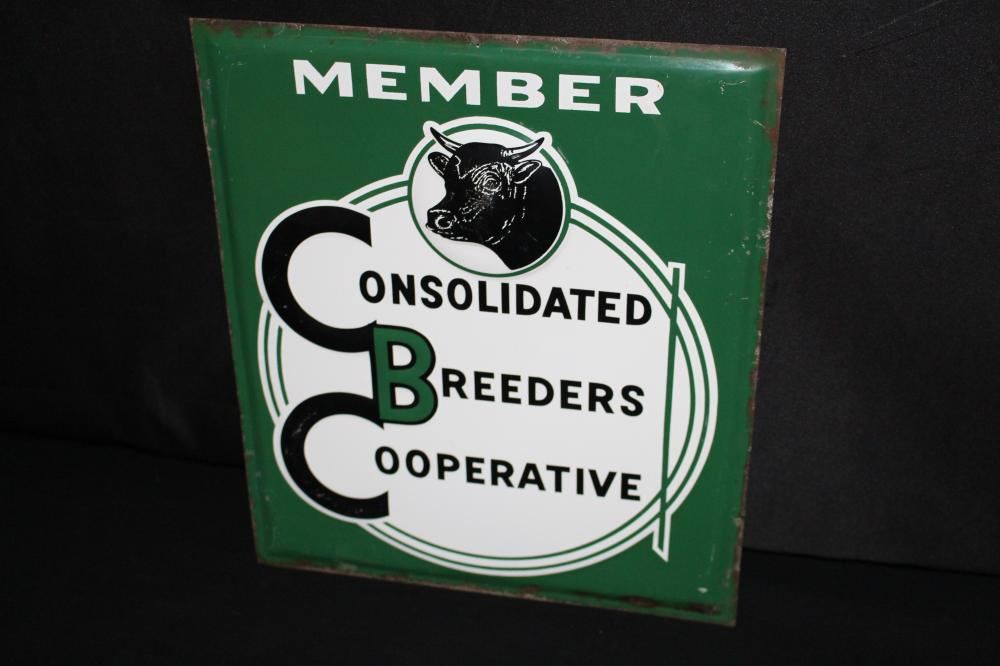 MEMBER
CONSOLIDATED
BREEDERS
COOPERATIVE